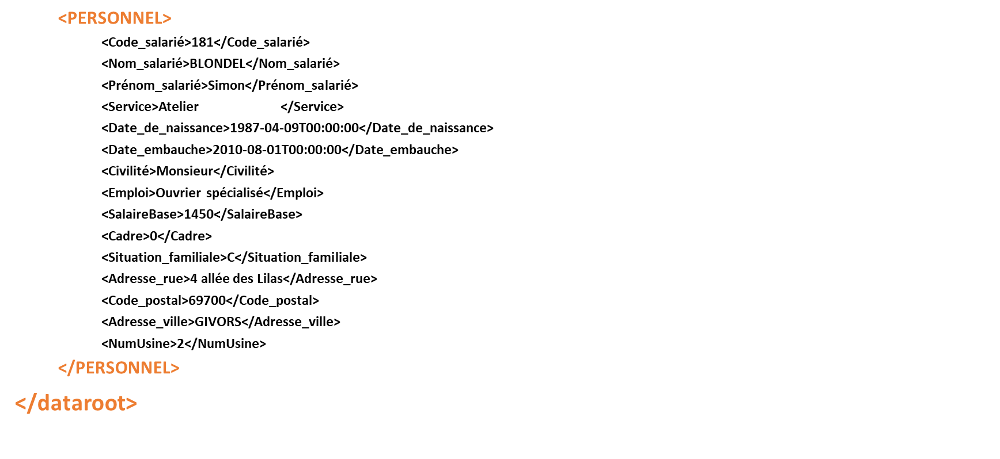 <PERSONNEL>
<Code_salarié>181</Code_salarié>
<Nom_salarié>BLONDEL</Nom_salarié>
<Prénom_salarié>Simon</Prénom_salarié>
<Service>Atelier                    </Service>
<Date_de_naissance>1987-04-09T00:00:00</Date_de_naissance>
<Date_embauche>2010-08-01T00:00:00</Date_embauche>
<Civilité>Monsieur</Civilité>
<Emploi>Ouvrier spécialisé</Emploi>
<SalaireBase>1450</SalaireBase>
<Cadre>0</Cadre>
<Situation_familiale>C</Situation_familiale>
<Adresse_rue>4 allée des Lilas</Adresse_rue>
<Code_postal>69700</Code_postal>
<Adresse_ville>GIVORS</Adresse_ville>
<NumUsine>2</NumUsine>
</PERSONNEL>
</dataroot>